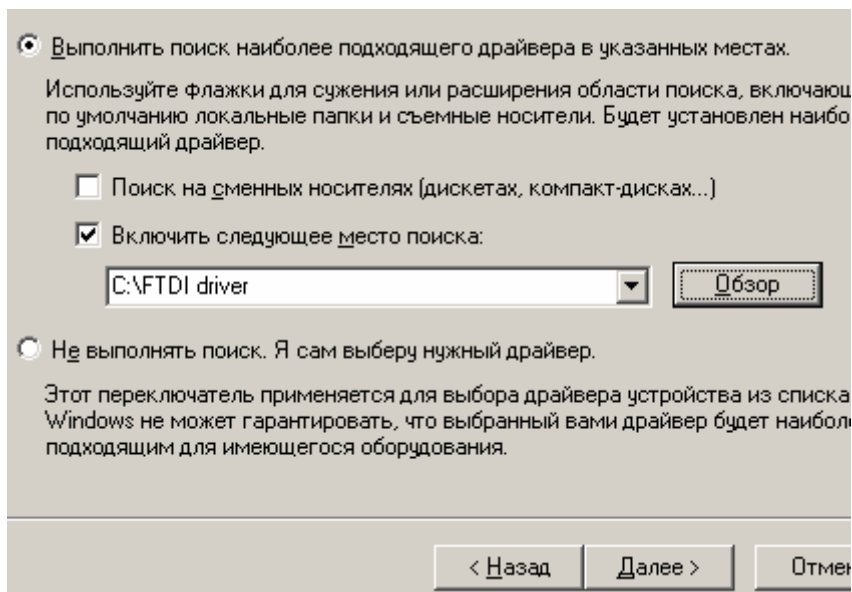 Выполнить поиск наиболее подходящего драйвера в указанных местах.
Используйте флажки для сужения или расширения области поиска, включающ
по умолчанию локальные папки и съемные носители. Будет установлен наибо
подходящий драйвер.
Поиск на сменных носителях (дискетах, компакт-дисках...)
Включить следующее место поиска:
C:\FTDI driver
Обзор
Не выполнять поиск. Я сам выберу нужный драйвер.
Этот переключатель применяется для выбора драйвера устройства из списка
Windows не может гарантировать, что выбранный вами драйвер будет наибол
подходящим для имеющегося оборудования.
< Назад Далее > Отмен